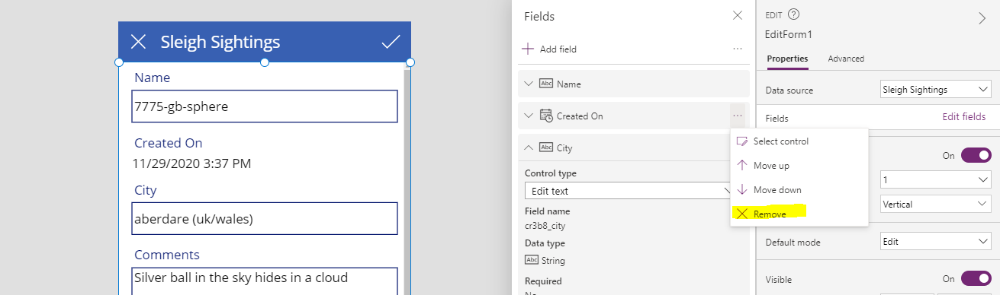 Sleigh Sightings
Name
7775-gb-sphere
Created On
11/29/2020 3:37 PM
City
aberdare (uk/wales)
Comments
Silver ball in the sky hides in a cloud
Fields
Add field
...
Abc Name
Created On
...
Abc City
Control type
Edit text
Field name
cr3b8_city
Data type
Abc String
Required
Select control
Move up
Move down
Remove
EDIT ?
EditForm1
Properties
Advanced
Data source
Sleigh Sightings
Fields
Edit fields
On
1
Vertical
Default mode
Edit
Visible
On